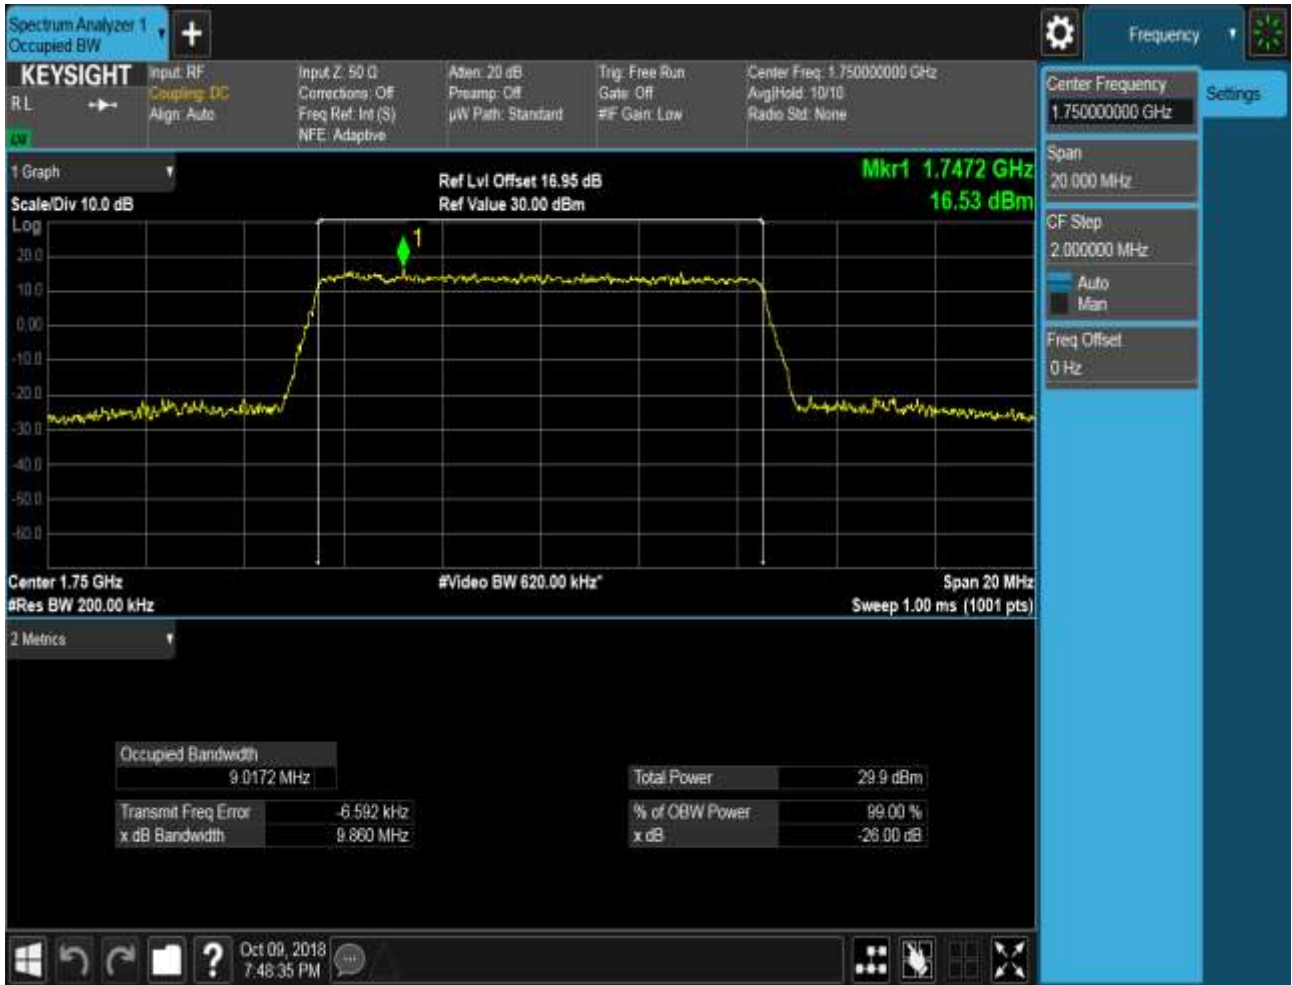 Spectrum Analyzer 1
Occupied BW
Frequency
KEYSIGHT
RL
Input: RF
Coupling: DC
Align: Auto
Input Z: 50 Ω
Corrections: Off
Freq Ref: Int (S)
NFE: Adaptive
Atten: 20 dB
Preamp: Off
µW Path: Standard
Trig: Free Run
Gate: Off
#IF Gain: Low
Center Freq: 1.750000000 GHz
Avg|Hold: 10/10
Radio Std: None
Center Frequency
1.750000000 GHz
Settings
Span
20.000 MHz
CF Step
2.000000 MHz
Auto
Man
Freq Offset
0 Hz
1 Graph
Scale/Div 10.0 dB
Ref Lvl Offset 16.95 dB
Ref Value 30.00 dBm
Mkr1 1.7472 GHz
16.53 dBm
Log
1
20.0
10.0
0.00
-10.0
-20.0
-30.0
-40.0
-50.0
-60.0
Center 1.75 GHz
#Video BW 620.00 kHz*
Span 20 MHz
#Res BW 200.00 kHz
Sweep 1.00 ms (1001 pts)
2 Metrics
Occupied Bandwidth
9.0172 MHz
Total Power 29.9 dBm
Transmit Freq Error -6.592 kHz
% of OBW Power 99.00 %
x dB Bandwidth 9.860 MHz
x dB -26.00 dB
?
Oct 09, 2018
7:48:35 PM